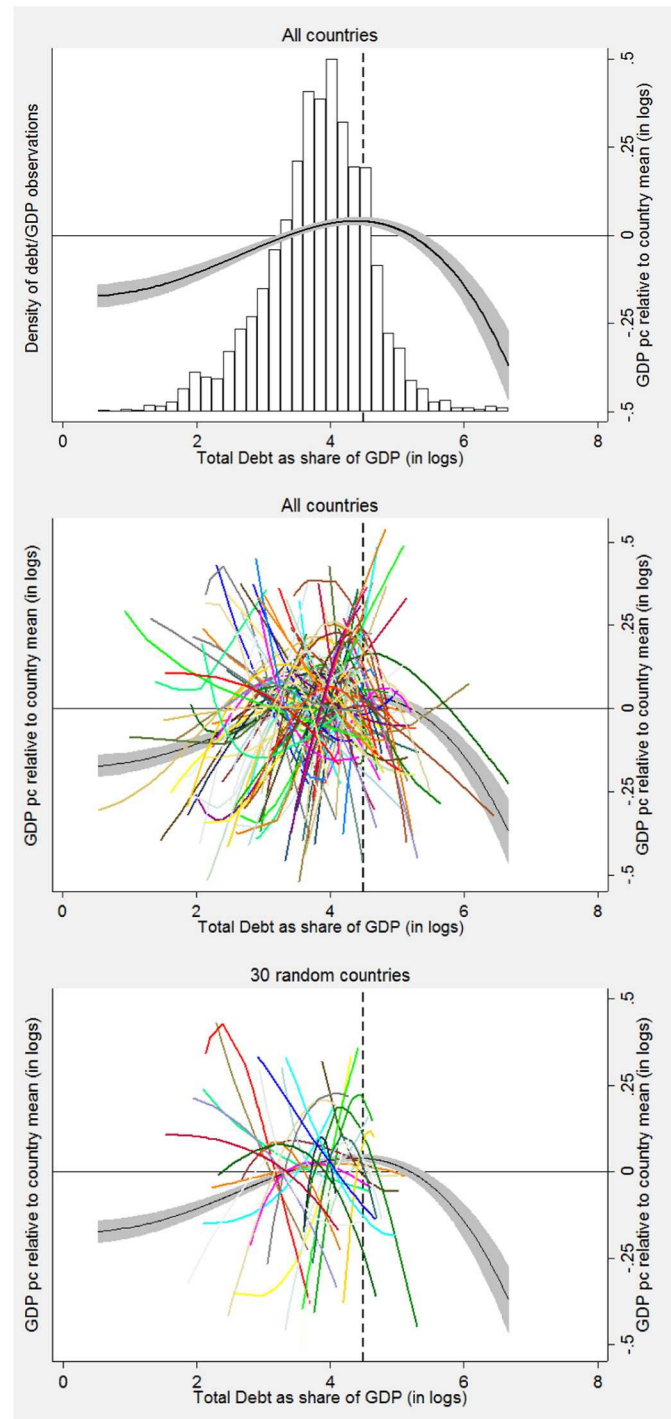 All countries
Density of debt/GDP observations
GDP pc relative to country mean (in logs)
.5
.25
0
-.25
-.5
0 2 4 6 8
Total Debt as share of GDP (in logs)
All countries
GDP pc relative to country mean (in logs)
GDP pc relative to country mean (in logs)
.5
.25
0
-.25
-.5
0 2 4 6 8
Total Debt as share of GDP (in logs)
30 random countries
GDP pc relative to country mean (in logs)
GDP pc relative to country mean (in logs)
.5
.25
0
-.25
-.5
0 2 4 6 8
Total Debt as share of GDP (in logs)